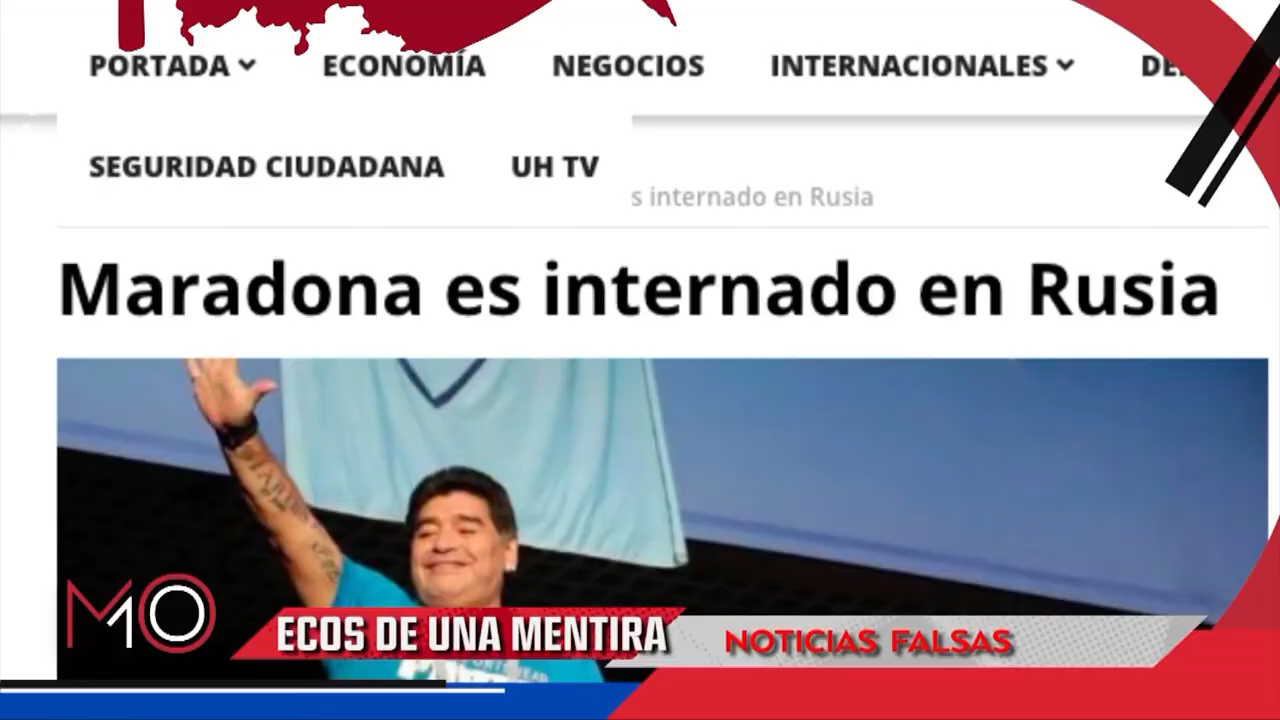 PORTADA ECONOMÍA NEGOCIOS INTERNACIONALES
SEGURIDAD CIUDADANA UH TV
s internado en Rusia
Maradona es internado en Rusia
MO
ECOS DE UNA MENTIRA
NOTICIAS FALSAS